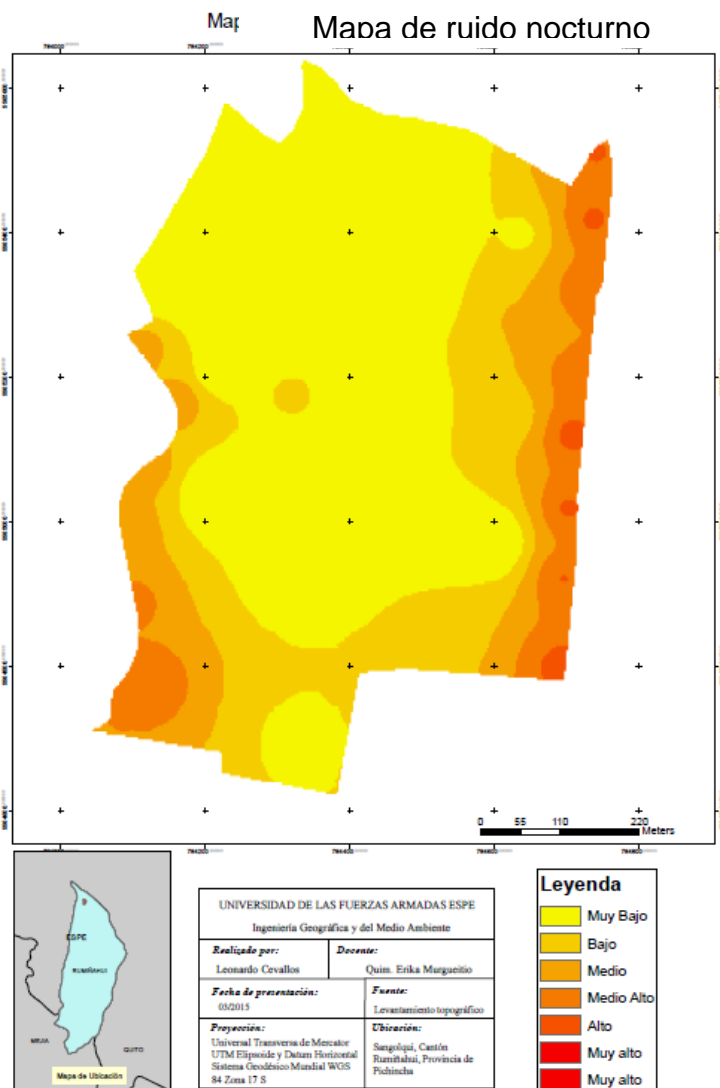 Map
Mapa de ruido nocturno
0 55 110 220
Meters
ESPE
RUMIÑAHUI
MEJIA
QUITO
Mapa de Ubicación
UNIVERSIDAD DE LAS FUERZAS ARMADAS ESPE
Ingeniería Geográfica y del Medio Ambiente
Realizado por:
Leonardo Cevallos
Docente:
Quim. Erika Murgueitio
Fecha de presentación:
03/2015
Fuente:
Levantamiento topográfico
Proyección:
Universal Transversa de Mercator
UTM Elipsoide y Datum Horizontal
Sistema Geodésico Mundial WGS
84 Zona 17 S
Ubicación:
Sangolquí, Cantón
Rumiñahui, Provincia de
Pichincha
Leyenda
Muy Bajo
Bajo
Medio
Medio Alto
Alto
Muy alto
Muy alto